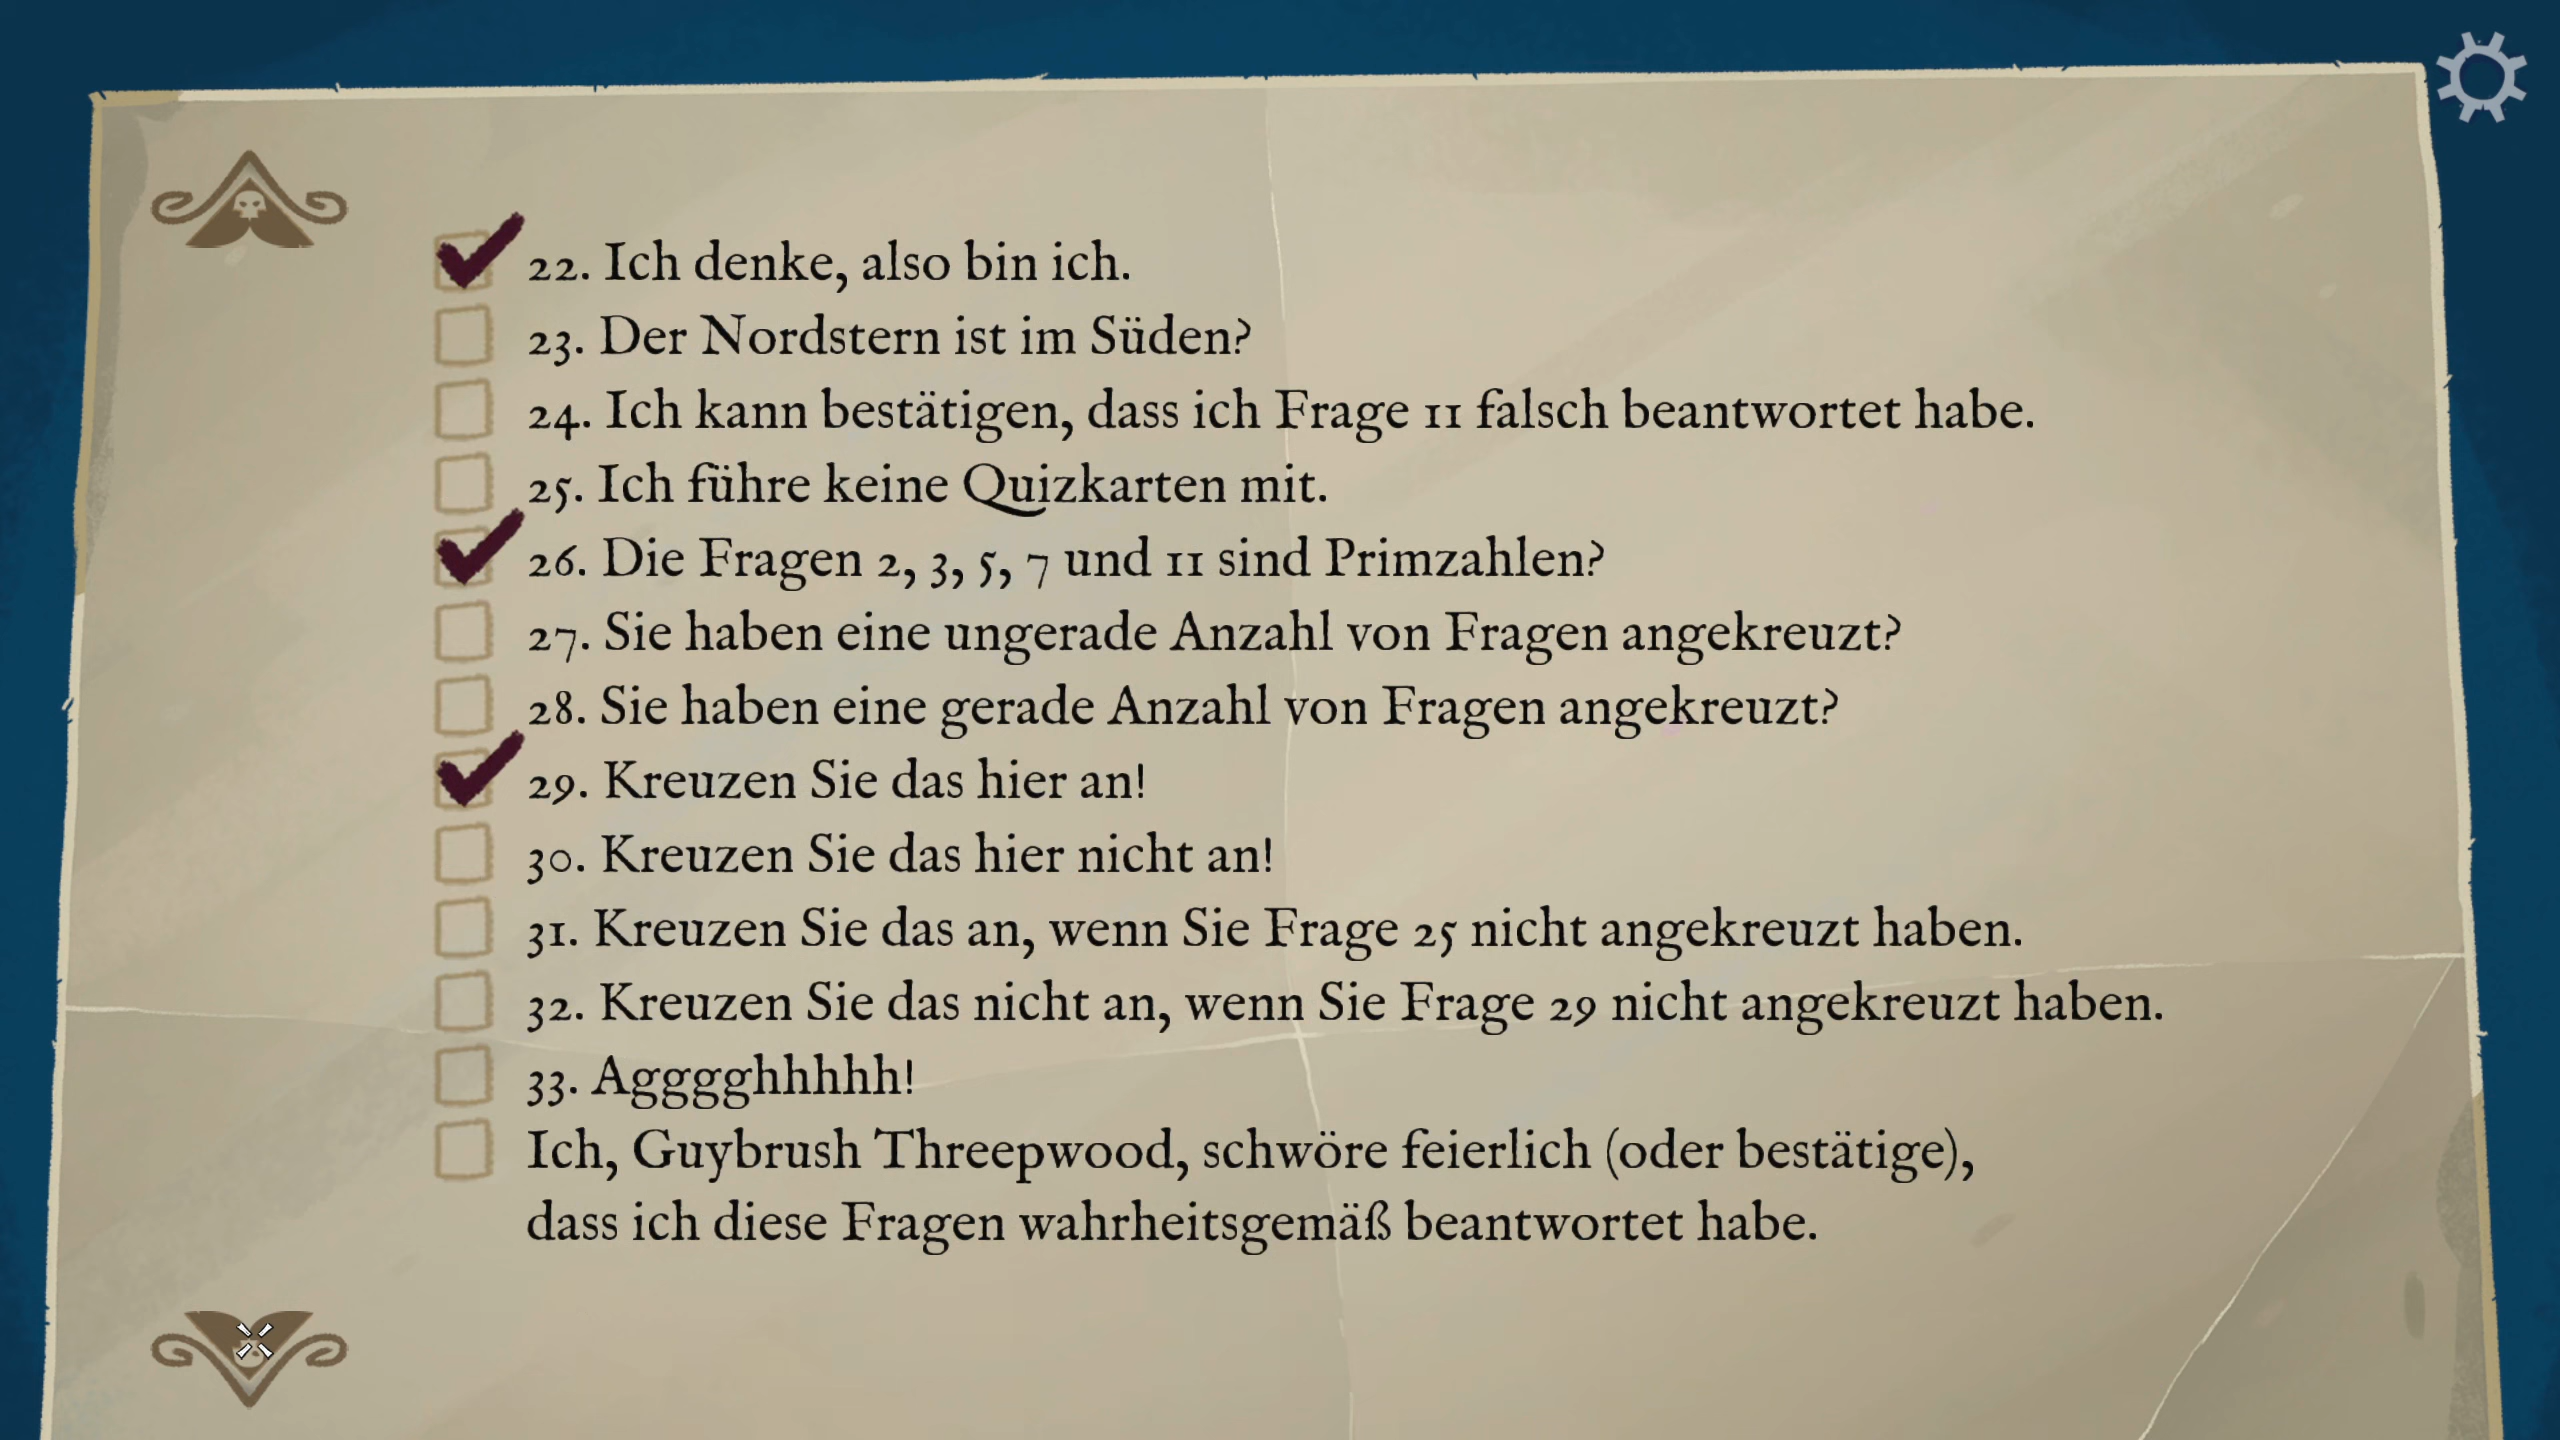 22. Ich denke, also bin ich.
23. Der Nordstern ist im Süden?
24. Ich kann bestätigen, dass ich Frage 11 falsch beantwortet habe.
25. Ich führe keine Quizkarten mit.
26. Die Fragen 2, 3, 5, 7 und 11 sind Primzahlen?
27. Sie haben eine ungerade Anzahl von Fragen angekreuzt?
28. Sie haben eine gerade Anzahl von Fragen angekreuzt?
29. Kreuzen Sie das hier an!
30. Kreuzen Sie das hier nicht an!
31. Kreuzen Sie das an, wenn Sie Frage 25 nicht angekreuzt haben.
32. Kreuzen Sie das nicht an, wenn Sie Frage 29 nicht angekreuzt haben.
33. Agggghhhhh!
Ich, Guybrush Threepwood, schwöre feierlich (oder bestätige),
dass ich diese Fragen wahrheitsgemäß beantwortet habe.